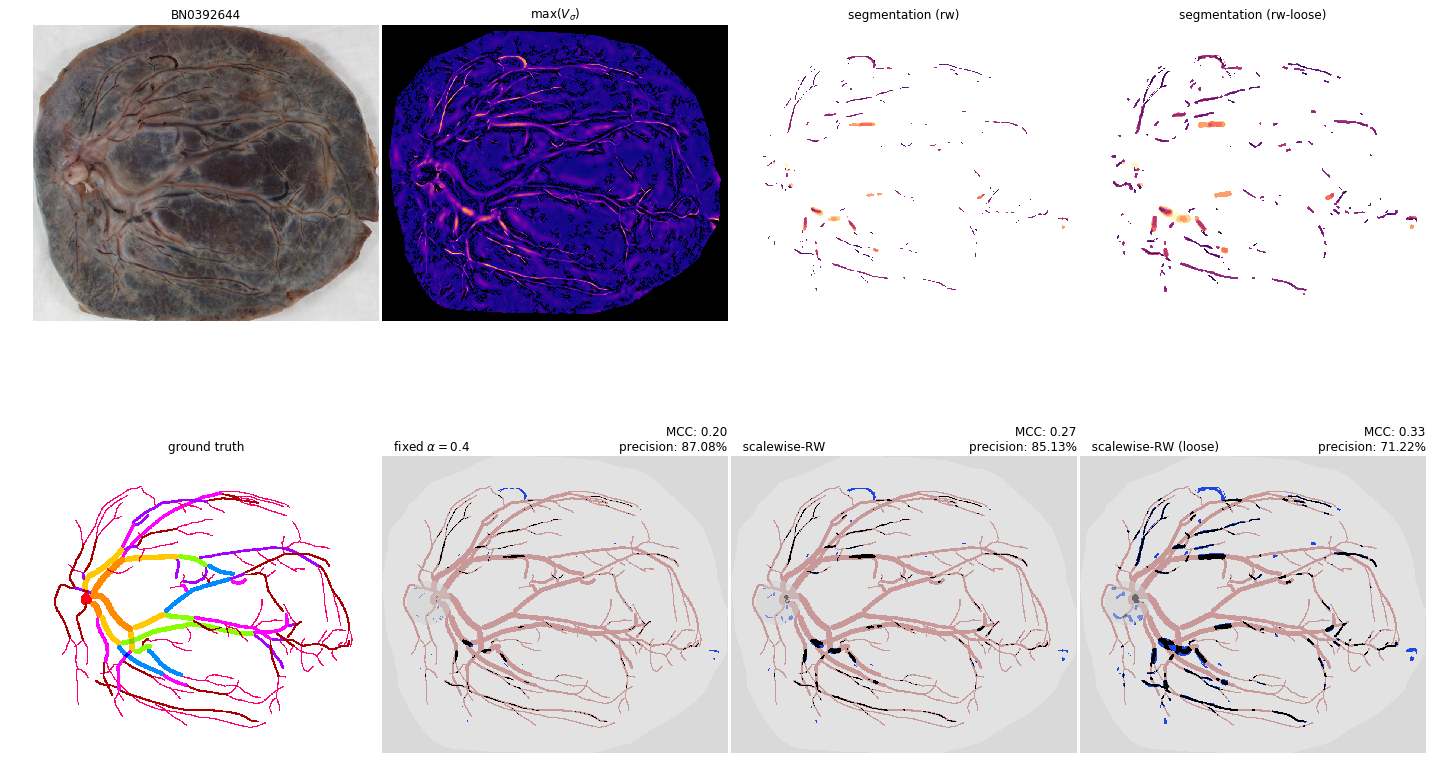 BN0392644
max(V_σ)
segmentation (rw)
segmentation (rw-loose)
ground truth
fixed α = 0.4
MCC: 0.20
precision: 87.08%
scalewise-RW
MCC: 0.27
precision: 85.13%
scalewise-RW (loose)
MCC: 0.33
precision: 71.22%